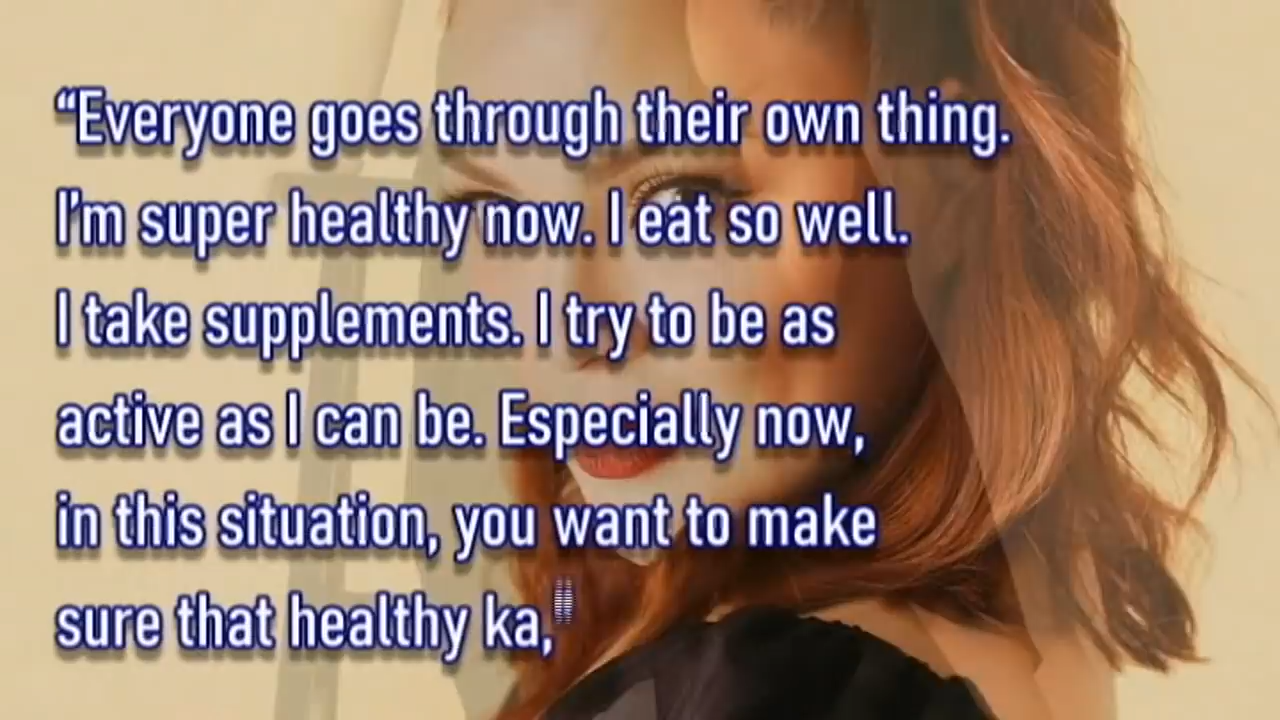 “Everyone goes through their own thing.
I'm super healthy now. I eat so well.
I take supplements. I try to be as
active as I can be. Especially now,
in this situation, you want to make
sure that healthy ka,"